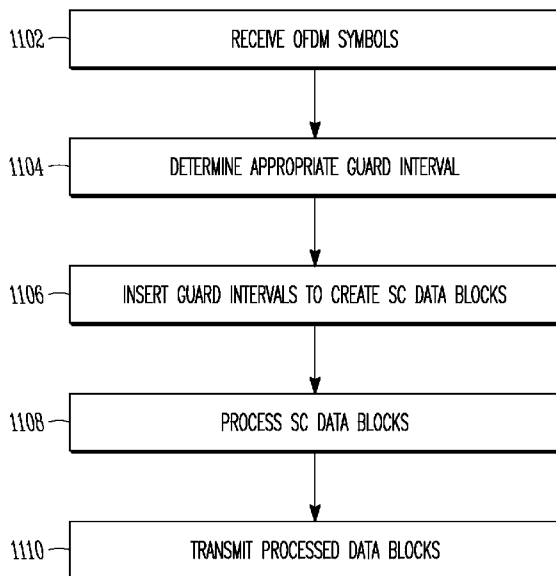 1102 RECEIVE OFDM SYMBOLS
1104 DETERMINE APPROPRIATE GUARD INTERVAL
1106 INSERT GUARD INTERVALS TO CREATE SC DATA BLOCKS
1108 PROCESS SC DATA BLOCKS
1110 TRANSMIT PROCESSED DATA BLOCKS